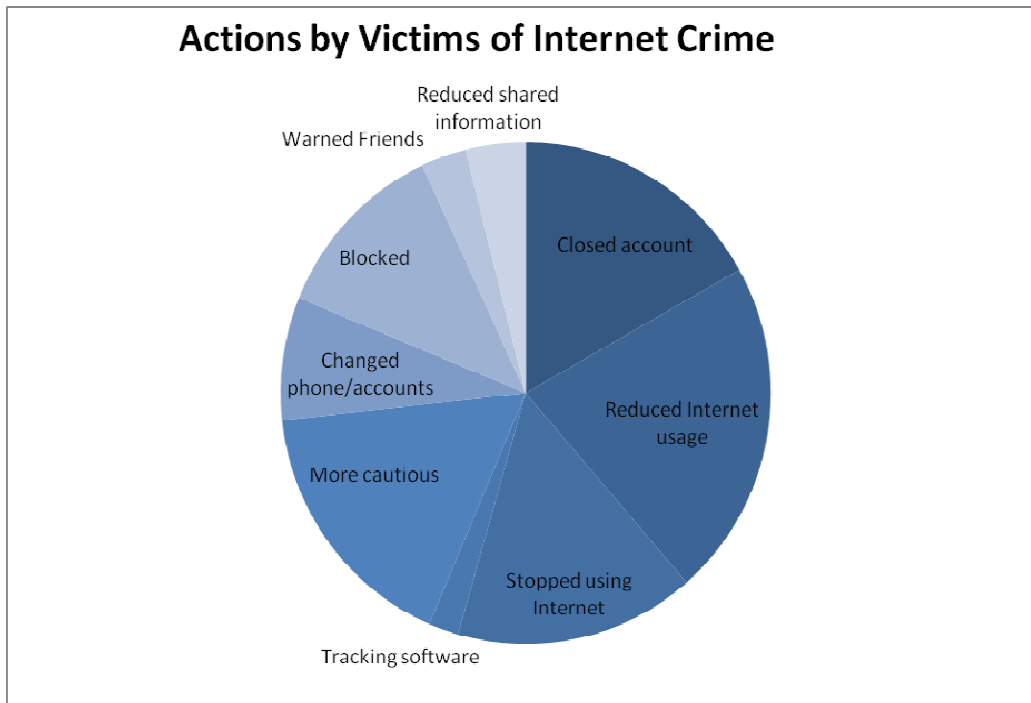 Actions by Victims of Internet Crime
Reduced shared
information
Warned Friends
Closed account
Blocked
Changed
phone/accounts
Reduced Internet
usage
More cautious
Stopped using
Internet
Tracking software